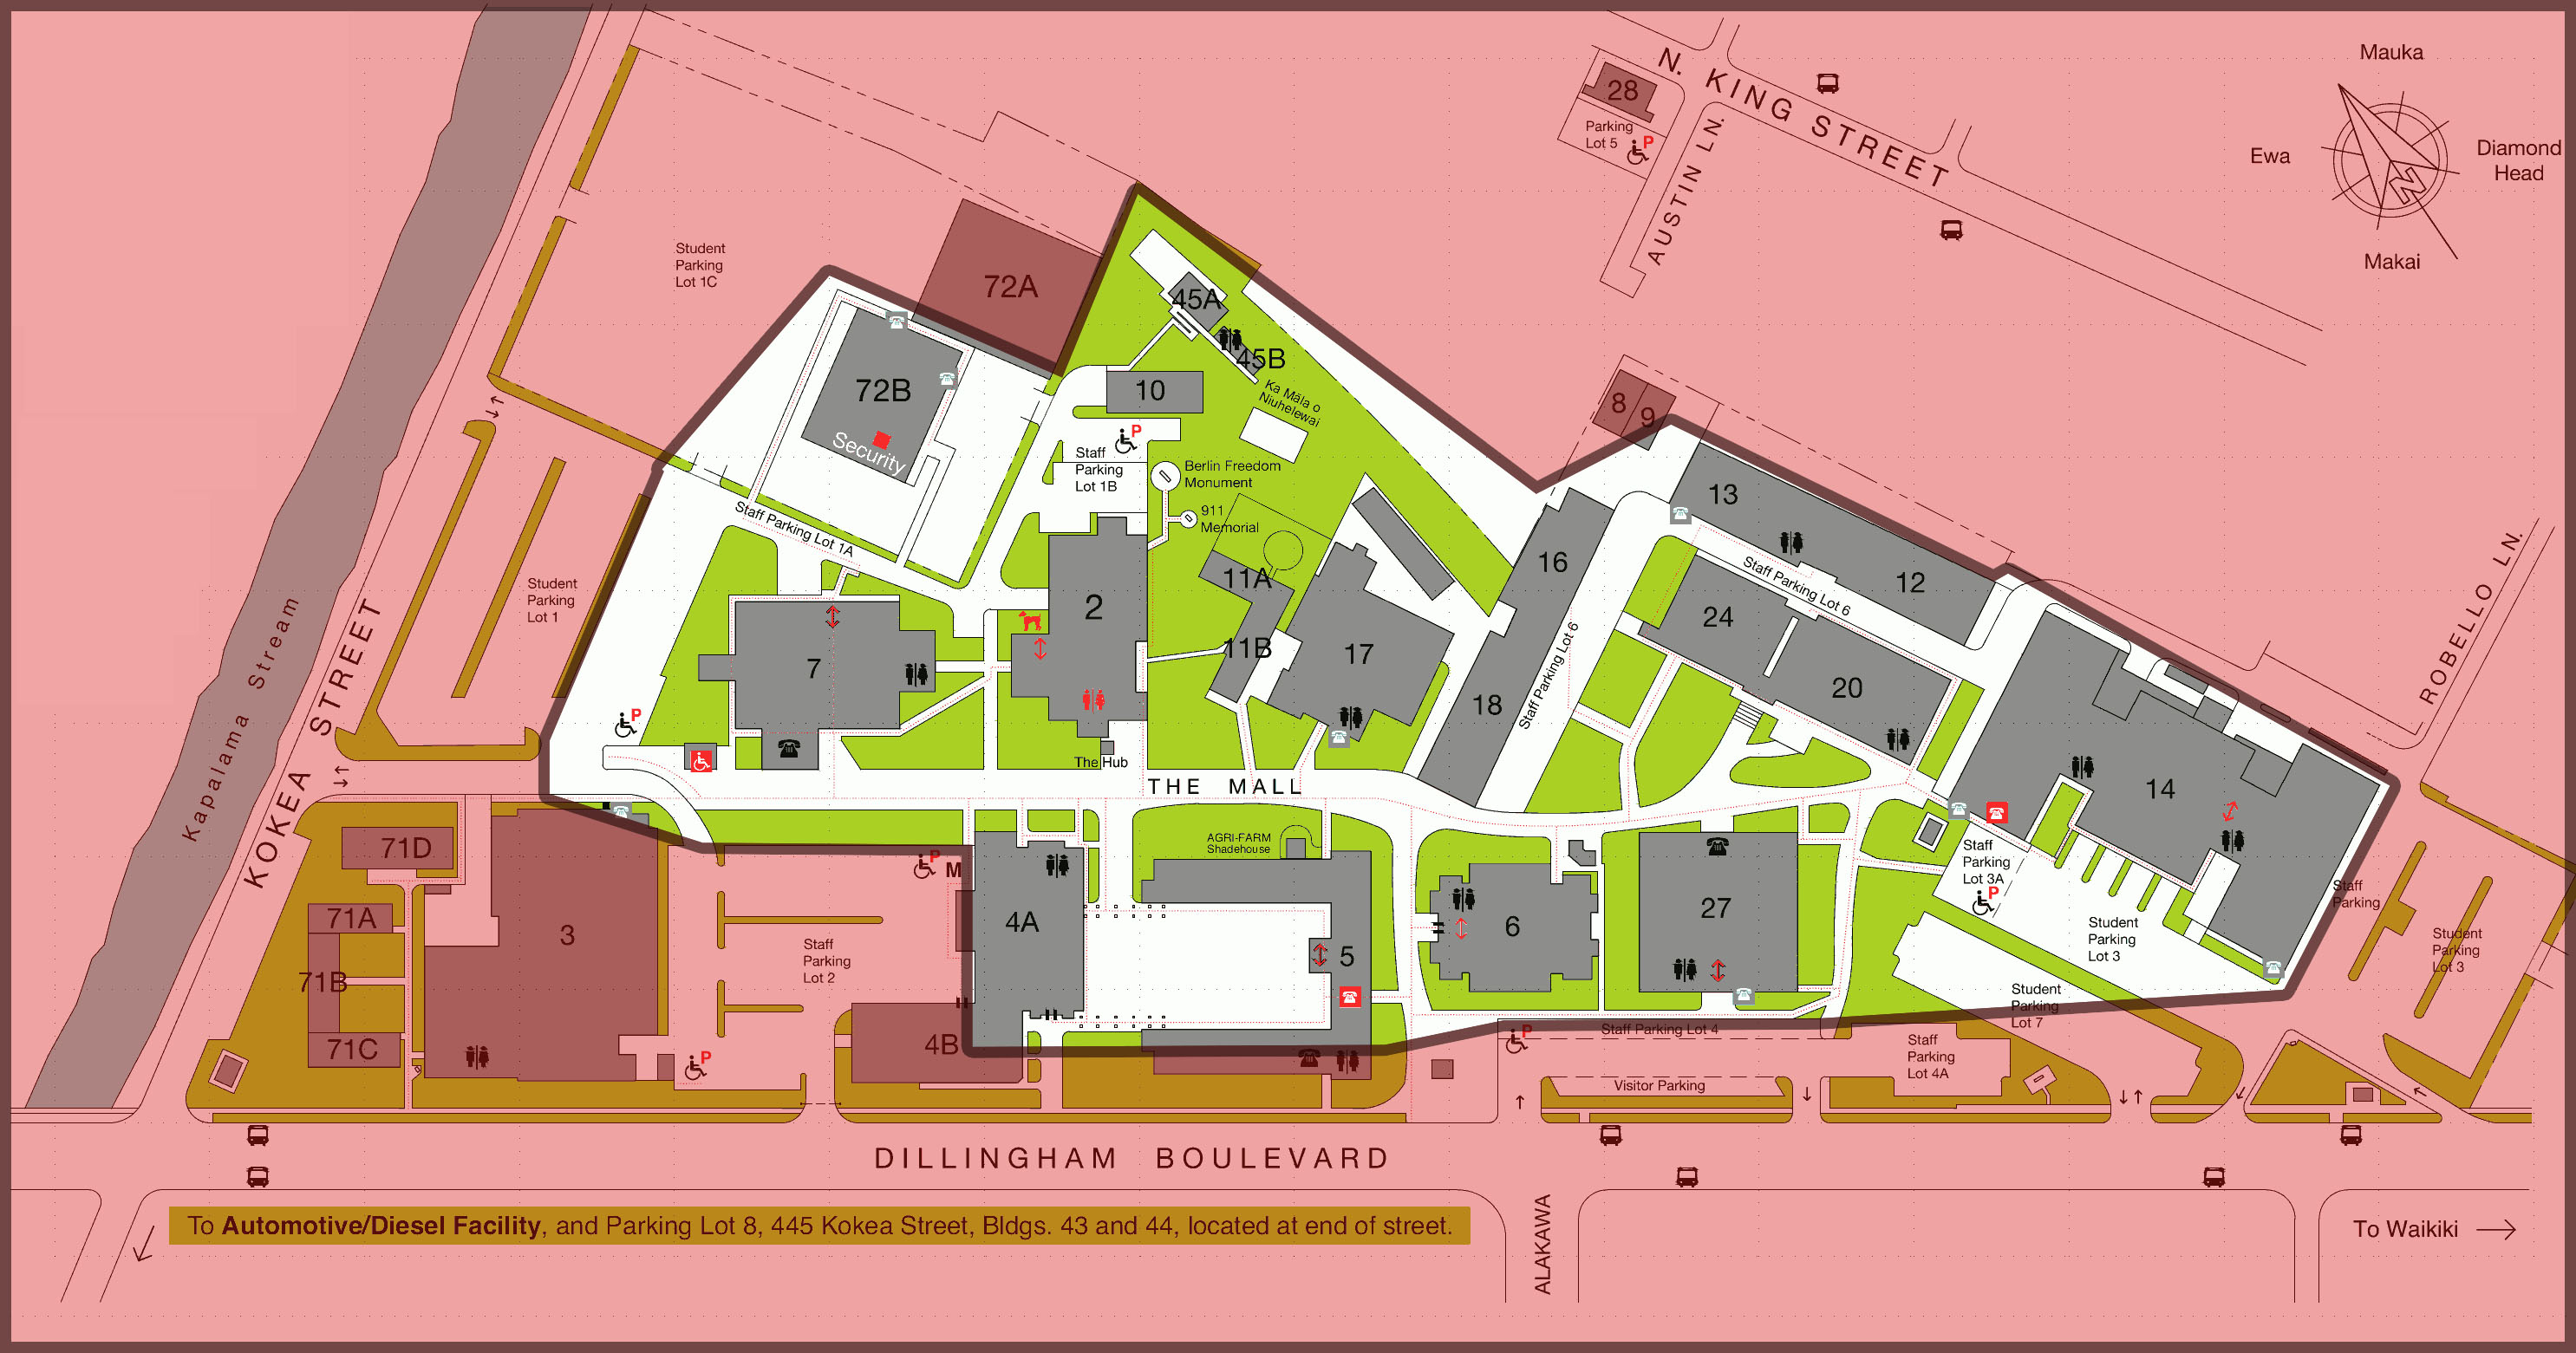 Mauka
Ewa
Diamond
Head
N
Makai
N. KING STREET
28
Parking
Lot 5
P
AUSTIN LN.
Student
Parking
Lot 1C
72A
45A
45B
Ka Māla o
Niuhelewai
72B
Security
10
P
Staff
Parking
Lot 1B
Berlin Freedom
Monument
911
Memorial
8
9
13
12
16
Staff Parking Lot 6
Staff Parking Lot 1A
Kapalama Stream
KOKEA STREET
Student
Parking
Lot 1
7
2
11A
11B
17
18
Staff Parking Lot 6
24
20
14
ROBELLO LN.
P
The Hub
THE MALL
AGRI-FARM
Shadehouse
71D
71A
71B
71C
3
P
M
Staff
Parking
Lot 2
P
4A
4B
5
6
27
Staff
Parking
Lot 3A
P
Student
Parking
Lot 3
Staff
Parking
Student
Parking
Lot 3
Student
Parking
Lot 7
P
Staff Parking Lot 4
Staff
Parking
Lot 4A
Visitor Parking
DILLINGHAM BOULEVARD
ALAKAWA
To Automotive/Diesel Facility, and Parking Lot 8, 445 Kokea Street, Bldgs. 43 and 44, located at end of street.
To Waikiki